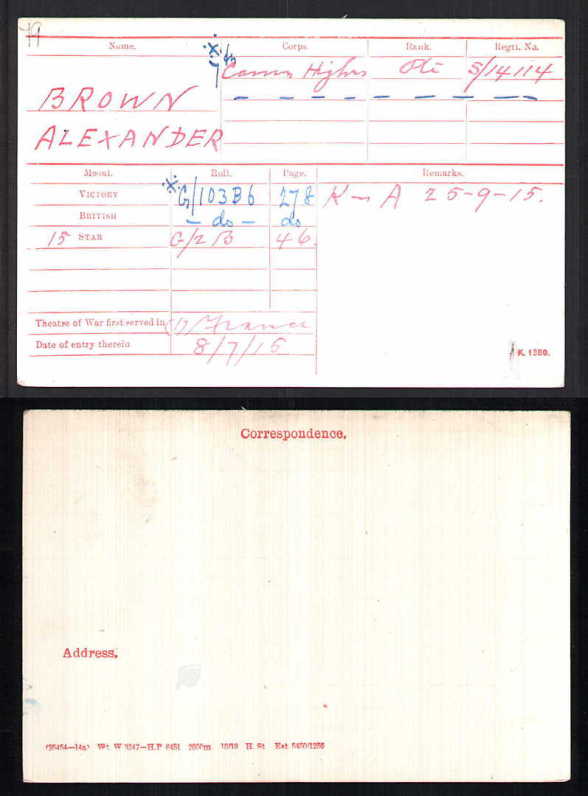 Name. Corps. Rank. Regtl. No.
Cam'n Highrs Pte S/14114
BROWN
ALEXANDER
Medal. Roll. Page. Remarks.
VICTORY G/103B6 278 K-A 25-9-15.
BRITISH - do - do
15 STAR G/2B 46.
Theatre of War first served in (1) France
Date of entry therein 8/7/15
K. 1380.
Correspondence.
Address.